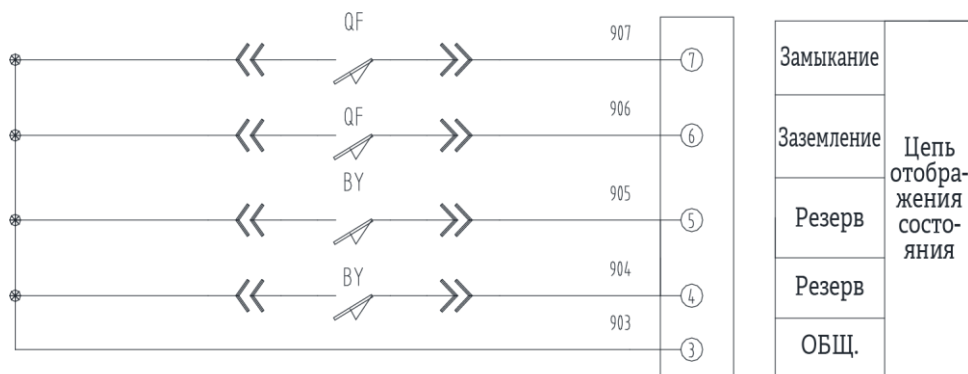 QF
907
7
Замыкание
QF
906
6
Заземление
BY
905
5
Резерв
BY
904
4
Резерв
903
3
ОБЩ.
Цепь
отобра-
жения
состо-
яния